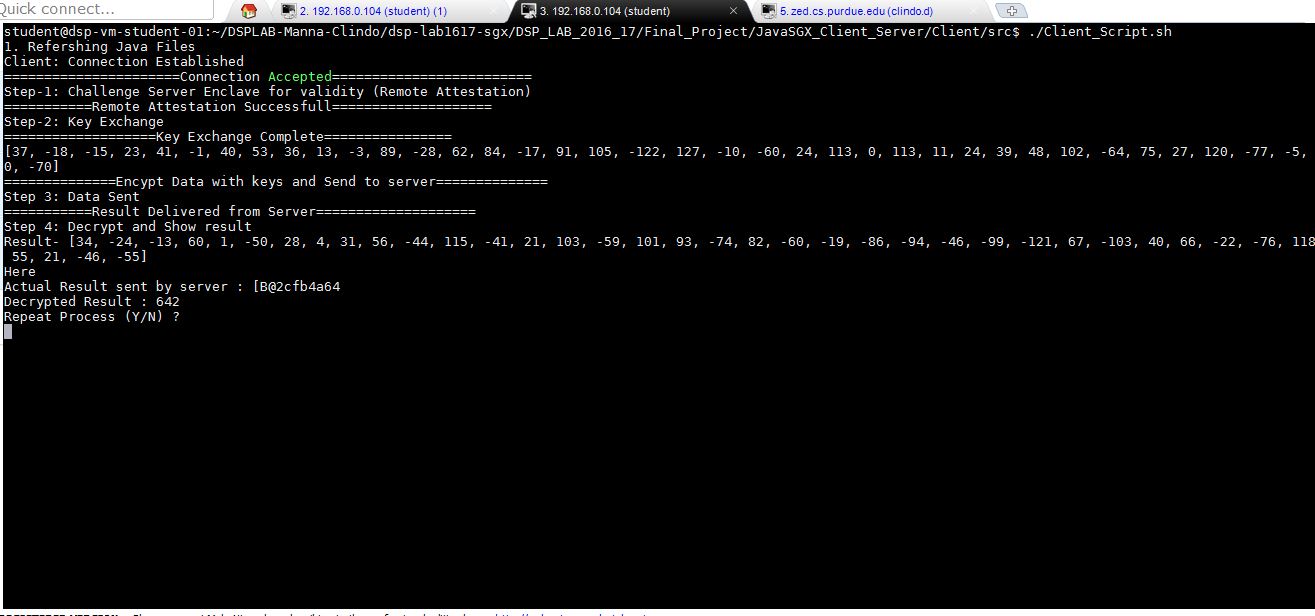 Quick connect...
2. 192.168.0.104 (student) (1)
3. 192.168.0.104 (student)
5. zed.cs.purdue.edu (clindo.d)
student@dsp-vm-student-01:~/DSPLAB-Manna-Clindo/dsp-lab1617-sgx/DSP_LAB_2016_17/Final_Project/JavaSGX_Client_Server/Client/src$ ./Client_Script.sh
1. Refershing Java Files
Client: Connection Established
======================Connection Accepted=========================
Step-1: Challenge Server Enclave for validity (Remote Attestation)
===========Remote Attestation Successfull====================
Step-2: Key Exchange
===================Key Exchange Complete================
[37, -18, -15, 23, 41, -1, 40, 53, 36, 13, -3, 89, -28, 62, 84, -17, 91, 105, -122, 127, -10, -60, 24, 113, 0, 113, 11, 24, 39, 48, 102, -64, 75, 27, 120, -77, -5,
0, -70]
==============Encypt Data with keys and Send to server==============
Step 3: Data Sent
===========Result Delivered from Server====================
Step 4: Decrypt and Show result
Result- [34, -24, -13, 60, 1, -50, 28, 4, 31, 56, -44, 115, -41, 21, 103, -59, 101, 93, -74, 82, -60, -19, -86, -94, -46, -99, -121, 67, -103, 40, 66, -22, -76, 118
55, 21, -46, -55]
Here
Actual Result sent by server : [B@2cfb4a64
Decrypted Result : 642
Repeat Process (Y/N) ?